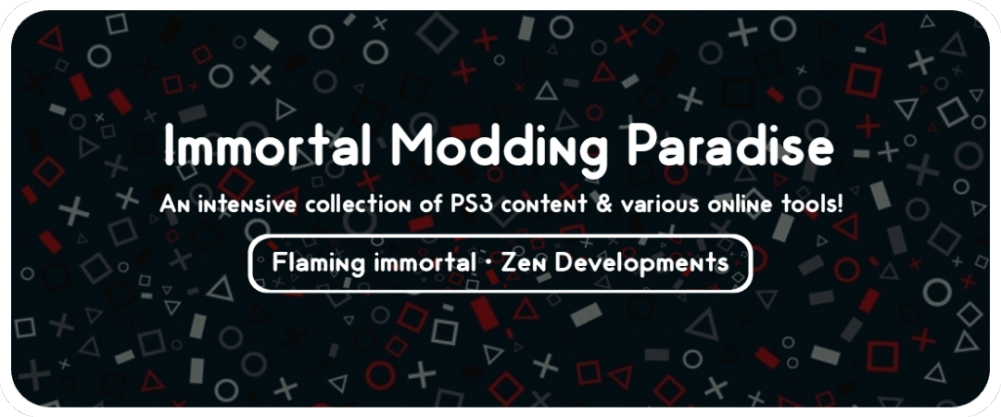 Immortal Modding Paradise
An intensive collection of PS3 content & various online tools!
Flaming immortal · Zen Developments